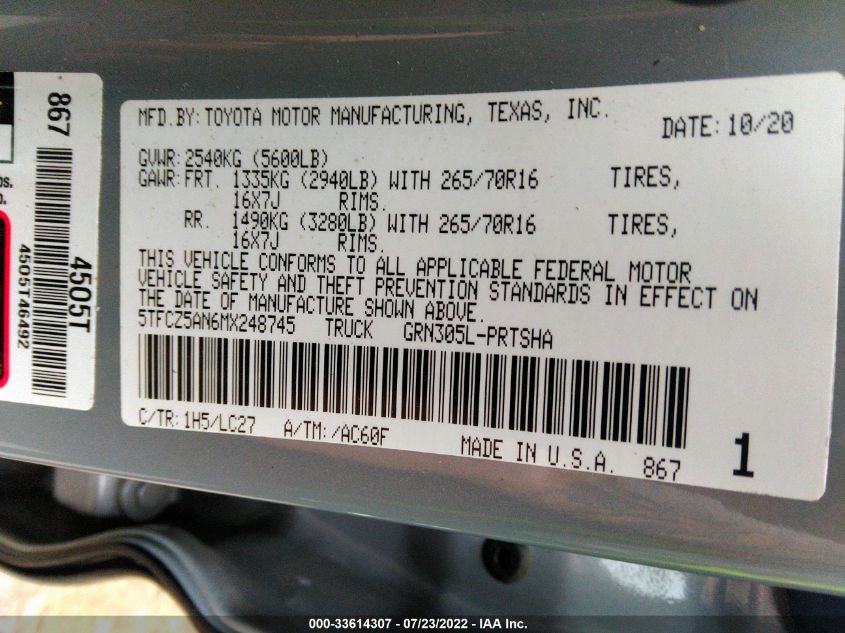 MFD.BY: TOYOTA MOTOR MANUFACTURING, TEXAS, INC.
DATE: 10/20
GVWR: 2540KG (5600LB)
GAWR: FRT. 1335KG (2940LB) WITH 265/70R16 TIRES,
16X7J RIMS.
RR. 1490KG (3280LB) WITH 265/70R16 TIRES,
16X7J RIMS.
THIS VEHICLE CONFORMS TO ALL APPLICABLE FEDERAL MOTOR
VEHICLE SAFETY AND THEFT PREVENTION STANDARDS IN EFFECT ON
THE DATE OF MANUFACTURE SHOWN ABOVE.
5TFCZ5AN6MX248745 TRUCK GRN305L-PRTSHA
C/TR: 1H5/LC27 A/TM: /AC60F MADE IN U.S.A. 867
1
867
4505T
4505T46492
000-33614307 - 07/23/2022 - IAA Inc.